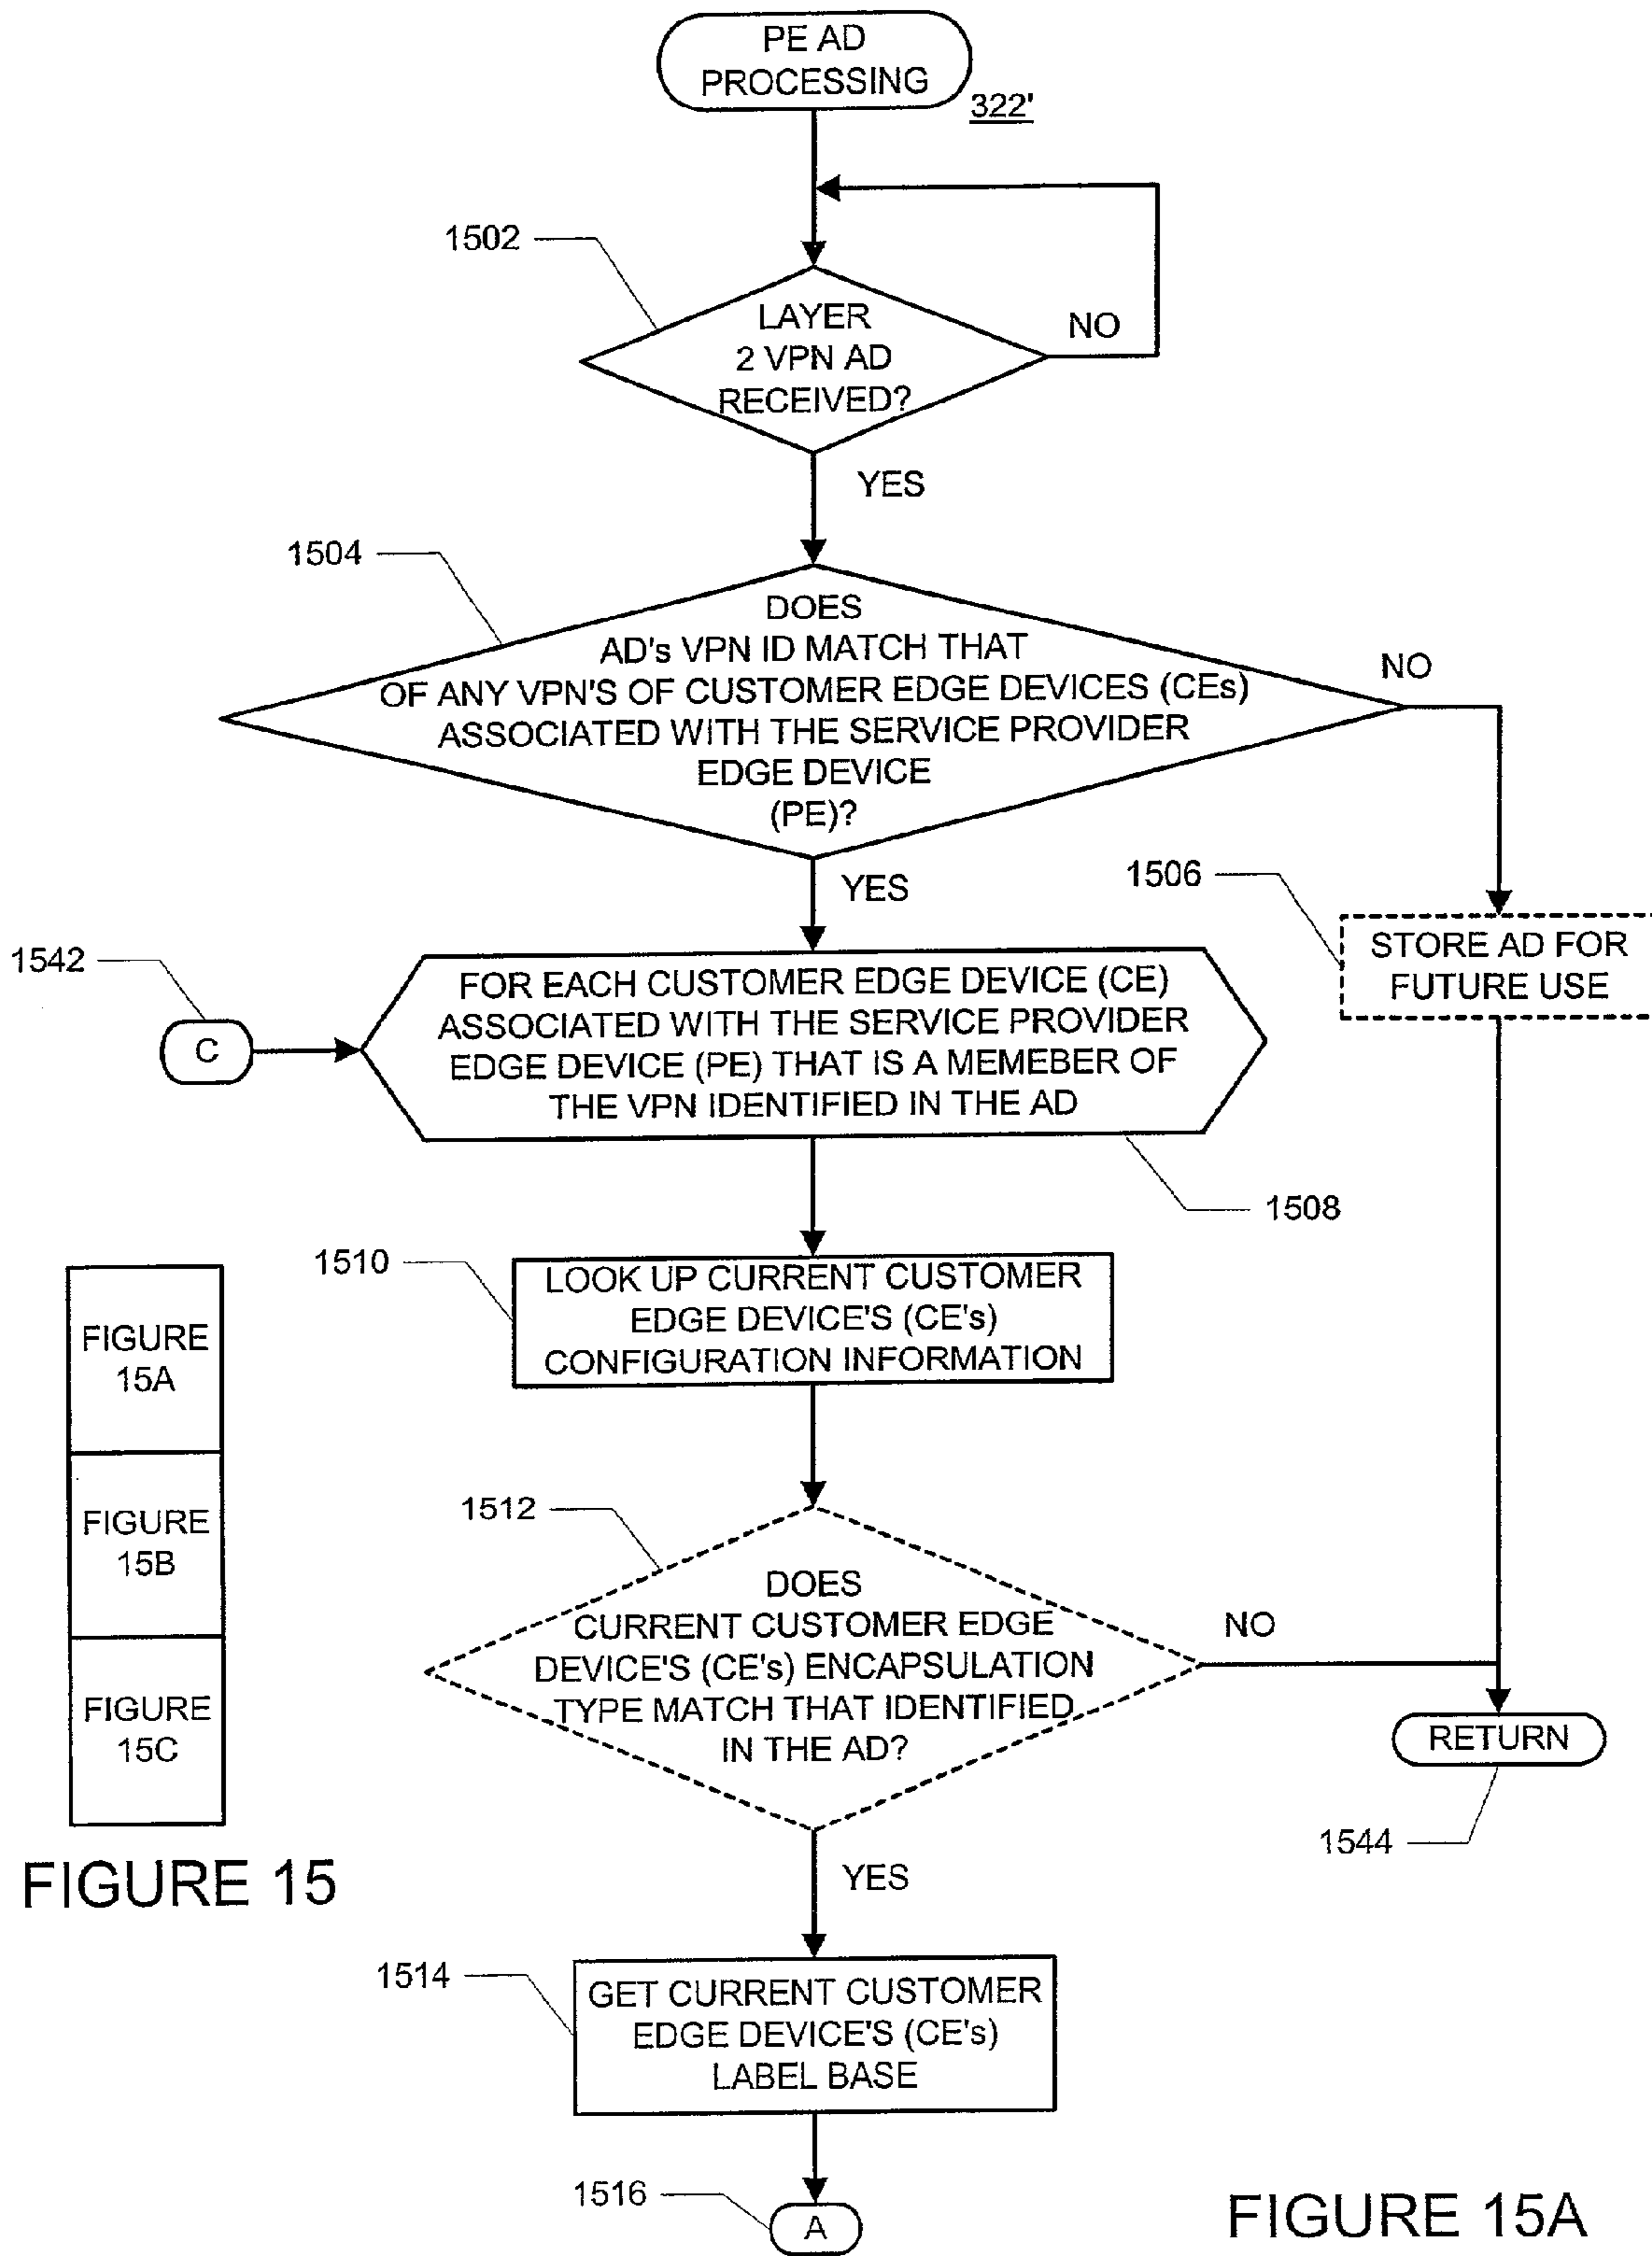 PE AD
PROCESSING
322'
1502
LAYER
2 VPN AD
RECEIVED?
NO
YES
1504
DOES
AD's VPN ID MATCH THAT
OF ANY VPN'S OF CUSTOMER EDGE DEVICES (CEs)
ASSOCIATED WITH THE SERVICE PROVIDER
EDGE DEVICE
(PE)?
NO
YES
1506
STORE AD FOR
FUTURE USE
1542
C
FOR EACH CUSTOMER EDGE DEVICE (CE)
ASSOCIATED WITH THE SERVICE PROVIDER
EDGE DEVICE (PE) THAT IS A MEMEBER OF
THE VPN IDENTIFIED IN THE AD
1508
1510
LOOK UP CURRENT CUSTOMER
EDGE DEVICE'S (CE's)
CONFIGURATION INFORMATION
FIGURE
15A
FIGURE
15B
FIGURE
15C
FIGURE 15
1512
DOES
CURRENT CUSTOMER EDGE
DEVICE'S (CE's) ENCAPSULATION
TYPE MATCH THAT IDENTIFIED
IN THE AD?
NO
RETURN
1544
YES
1514
GET CURRENT CUSTOMER
EDGE DEVICE'S (CE's)
LABEL BASE
1516
A
FIGURE 15A